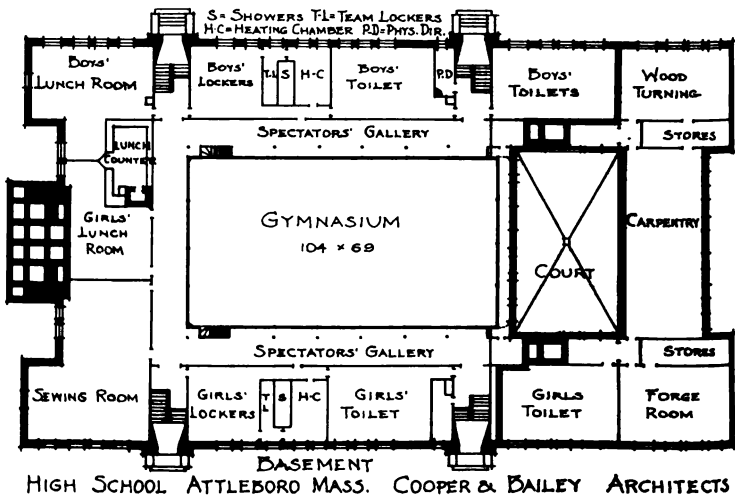 S = SHOWERS T-L = TEAM LOCKERS
H-C = HEATING CHAMBER P.D = PHYS. DIR.
BOYS'
LUNCH ROOM
BOYS'
LOCKERS
T-L
S
H-C
BOYS'
TOILET
P.D
BOYS'
TOILETS
WOOD
TURNING
SPECTATORS' GALLERY
STORES
LUNCH
COUNTER
GIRLS'
LUNCH
ROOM
GYMNASIUM
104 × 69
COURT
CARPENTRY
SPECTATORS' GALLERY
STORES
SEWING ROOM
GIRLS'
LOCKERS
T
L
S
H-C
GIRLS'
TOILET
GIRLS
TOILET
FORGE
ROOM
BASEMENT
HIGH SCHOOL ATTLEBORO MASS. COOPER & BAILEY ARCHITECTS